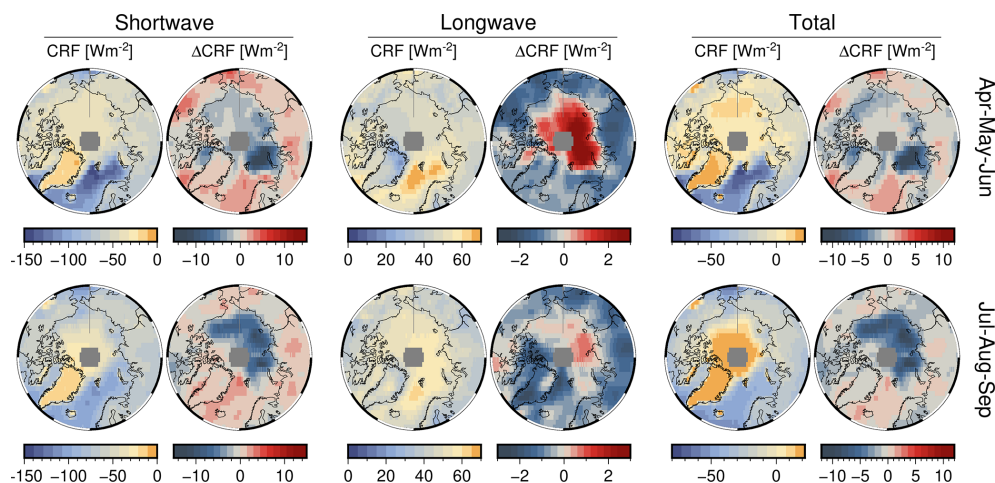 Shortwave Longwave Total
CRF [Wm-2] ΔCRF [Wm-2] CRF [Wm-2] ΔCRF [Wm-2] CRF [Wm-2] ΔCRF [Wm-2]
Apr-May-Jun
-150 -100 -50 0 -10 0 10 0 20 40 60 -2 0 2 -50 0 -10 -5 0 5 10
Jul-Aug-Sep
-150 -100 -50 0 -10 0 10 0 20 40 60 -2 0 2 -50 0 -10 -5 0 5 10